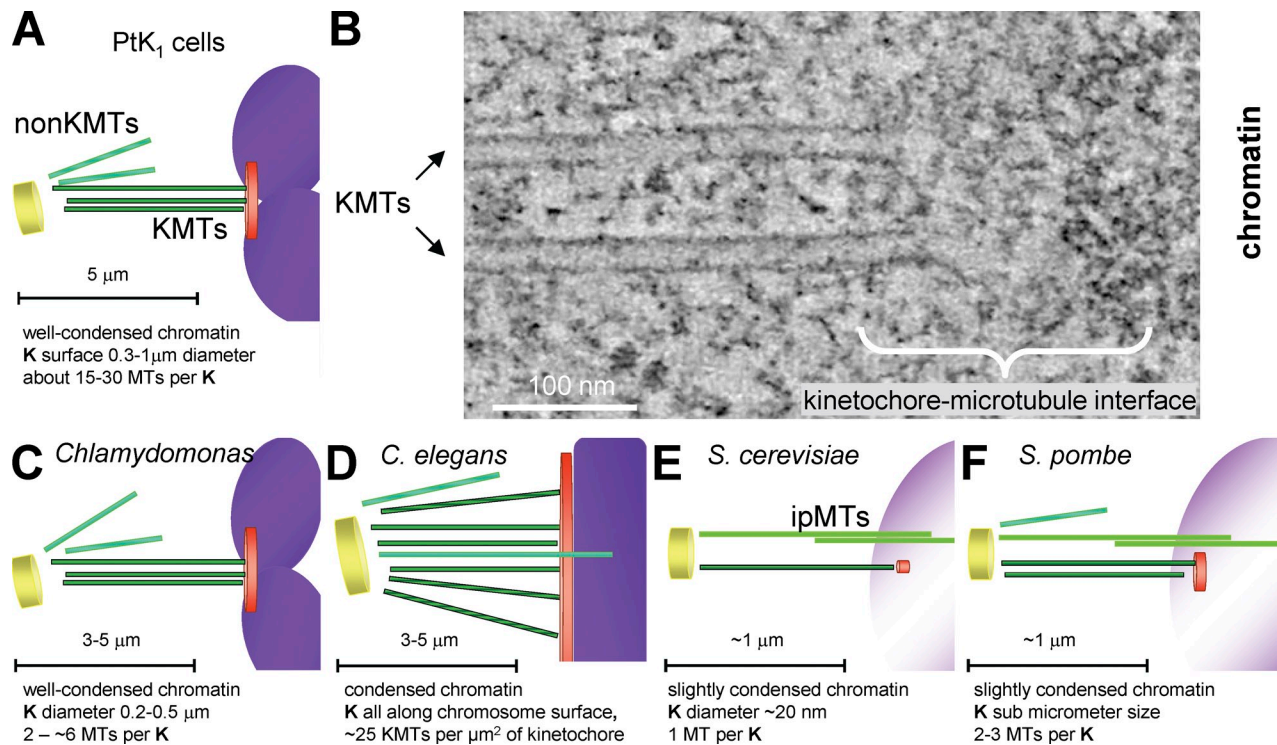 A
PtK₁ cells
nonKMTs
KMTs
5 μm
well-condensed chromatin
K surface 0.3-1μm diameter
about 15-30 MTs per K
B
KMTs
100 nm
kinetochore-microtubule interface
chromatin
C
Chlamydomonas
3-5 μm
well-condensed chromatin
K diameter 0.2-0.5 μm
2 – ~6 MTs per K
D
C. elegans
3-5 μm
condensed chromatin
K all along chromosome surface,
~25 KMTs per μm² of kinetochore
E
S. cerevisiae
ipMTs
~1 μm
slightly condensed chromatin
K diameter ~20 nm
1 MT per K
F
S. pombe
~1 μm
slightly condensed chromatin
K sub micrometer size
2-3 MTs per K